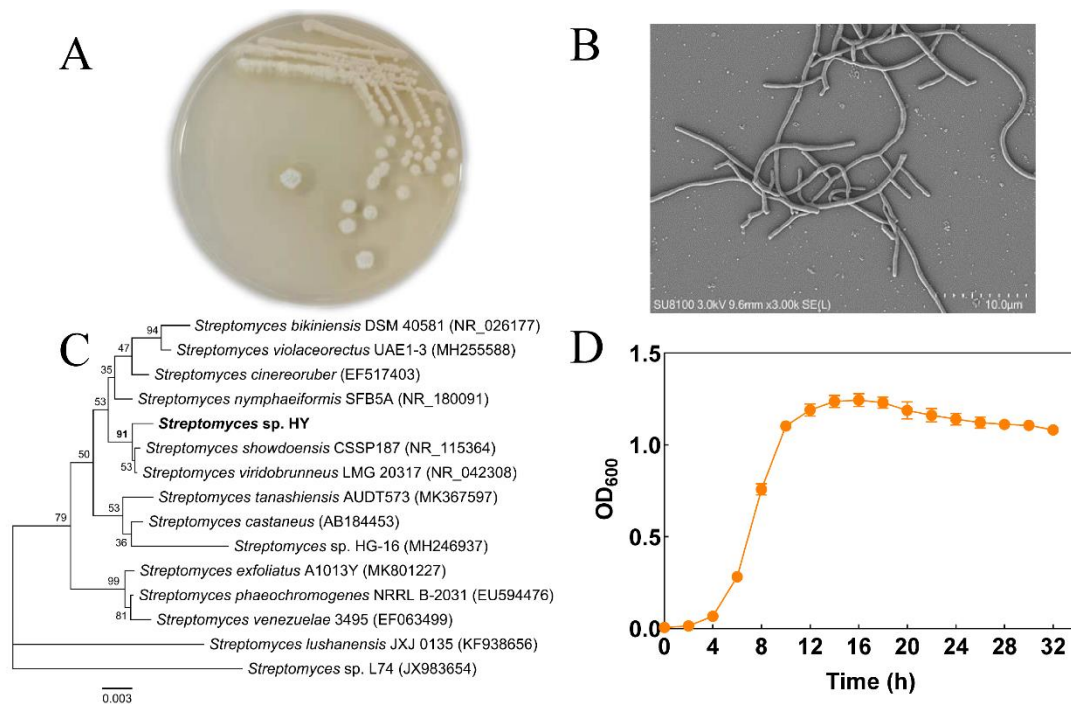 A
B
SU8100 3.0kV 9.6mm x3.00k SE(L)
10.0μm
C
Streptomyces bikiniensis DSM 40581 (NR_026177)
94
Streptomyces violaceorectus UAE1-3 (MH255588)
47
Streptomyces cinereoruber (EF517403)
35
Streptomyces nymphaeiformis SFB5A (NR_180091)
53
Streptomyces sp. HY
91
Streptomyces showdoensis CSSP187 (NR_115364)
53
Streptomyces viridobrunneus LMG 20317 (NR_042308)
50
Streptomyces tanashiensis AUDT573 (MK367597)
53
Streptomyces castaneus (AB184453)
36
Streptomyces sp. HG-16 (MH246937)
79
Streptomyces exfoliatus A1013Y (MK801227)
99
Streptomyces phaeochromogenes NRRL B-2031 (EU594476)
81
Streptomyces venezuelae 3495 (EF063499)
Streptomyces lushanensis JXJ 0135 (KF938656)
Streptomyces sp. L74 (JX983654)
0.003
D
1.5
1.0
0.5
0.0
OD600
0 4 8 12 16 20 24 28 32
Time (h)